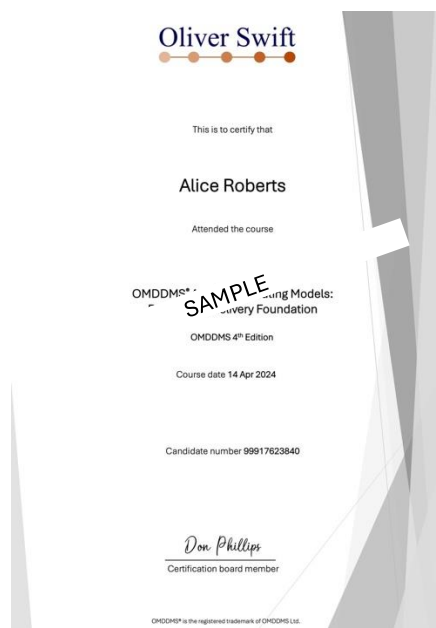 Oliver Swift
This is to certify that
Alice Roberts
Attended the course
OMDDMS® ting Models:
SAMPLE
livery Foundation
OMDDMS 4th Edition
Course date 14 Apr 2024
Candidate number 99917623840
Don Phillips
Certification board member
OMDDMS® is the registered trademark of OMDDMS Ltd.